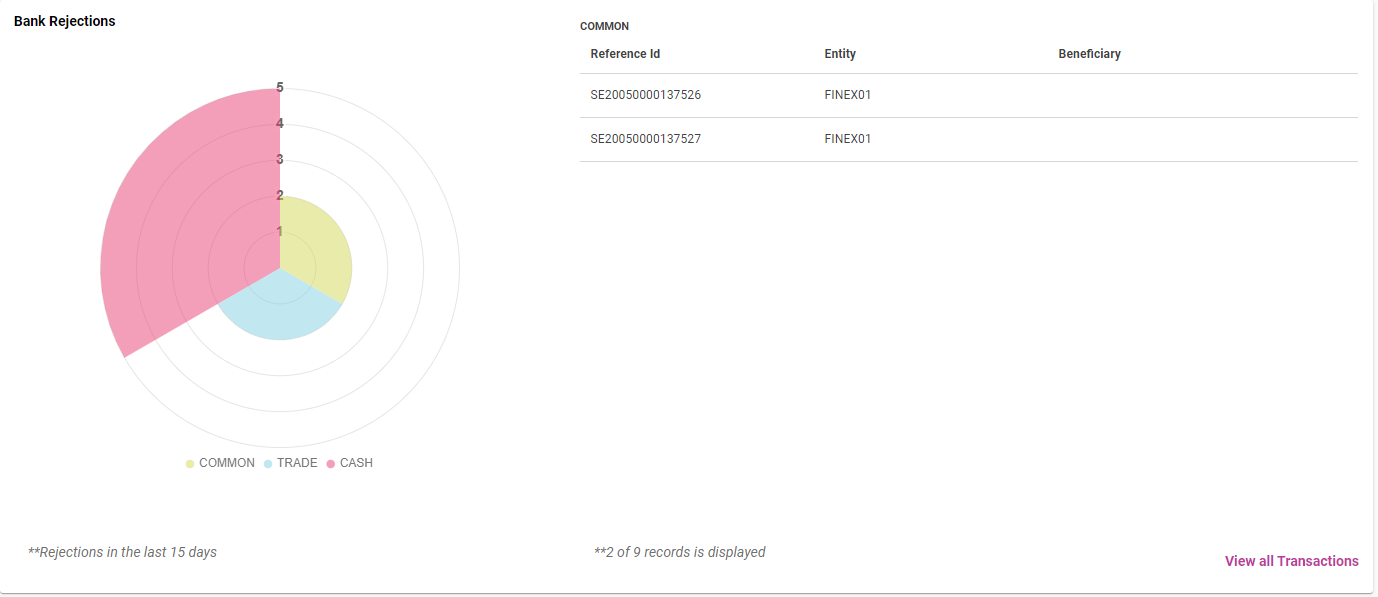 Bank Rejections
5
4
3
2
1
COMMON TRADE CASH
**Rejections in the last 15 days
COMMON
Reference Id Entity Beneficiary
SE20050000137526 FINEX01
SE20050000137527 FINEX01
**2 of 9 records is displayed
View all Transactions